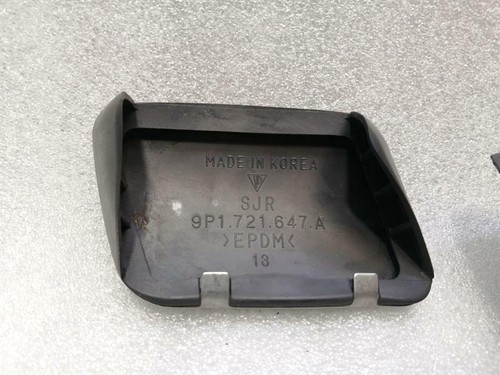 MADE IN KOREA
SJR
9P1.721.647.A
>EPDM<
13